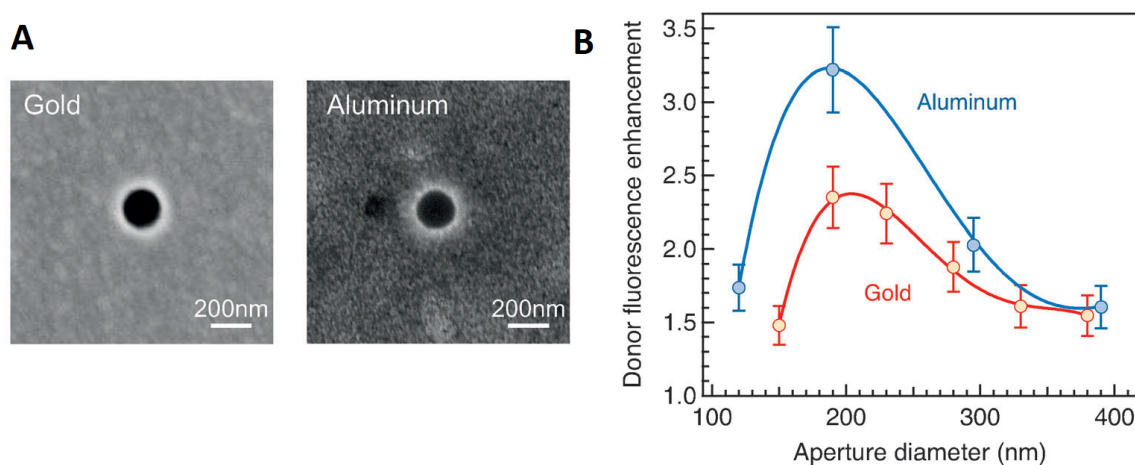 A
Gold
200nm
Aluminum
200nm
B
Donor fluorescence enhancement
3.5
3.0
2.5
2.0
1.5
1.0
Aluminum
Gold
100
200
300
400
Aperture diameter (nm)